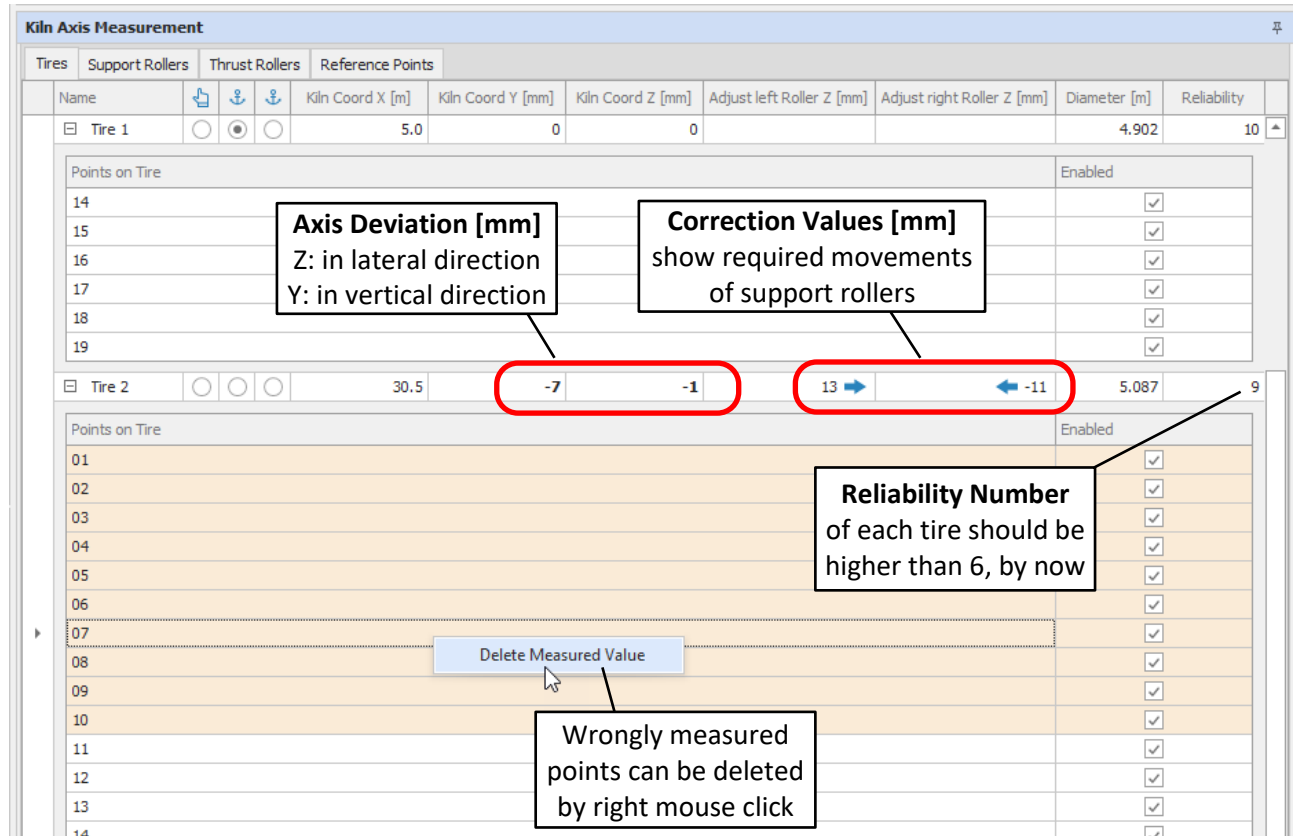 Kiln Axis Measurement
Tires Support Rollers Thrust Rollers Reference Points
Name Kiln Coord X [m] Kiln Coord Y [mm] Kiln Coord Z [mm] Adjust left Roller Z [mm] Adjust right Roller Z [mm] Diameter [m] Reliability
Tire 1 5.0 0 0 4.902 10
Points on Tire Enabled
14
15
16
17
18
19
Axis Deviation [mm]
Z: in lateral direction
Y: in vertical direction
Correction Values [mm]
show required movements
of support rollers
Tire 2 30.5 -7 -1 13 -11 5.087 9
Points on Tire Enabled
01
02
03
04
05
06
07
08
09
10
11
12
13
14
Reliability Number
of each tire should be
higher than 6, by now
Delete Measured Value
Wrongly measured
points can be deleted
by right mouse click